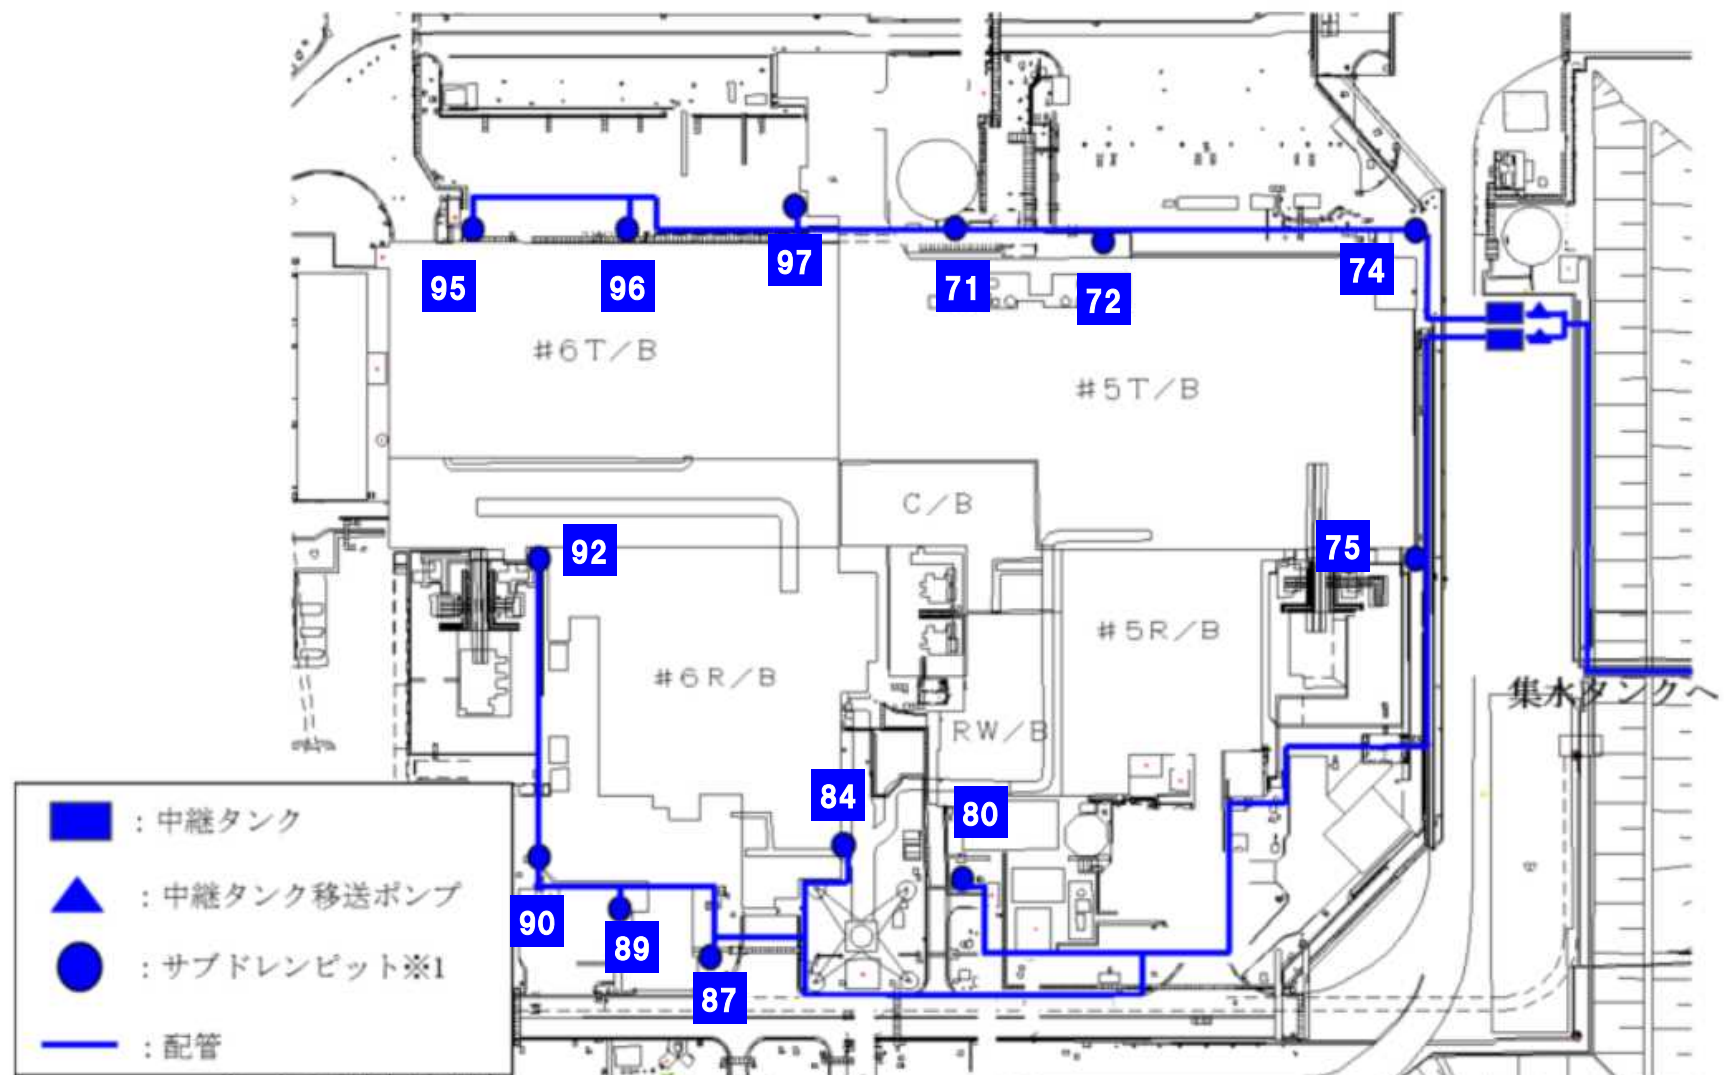 97
95
96
71
72
74
#6T/B
#5T/B
C/B
92
75
#5R/B
#6R/B
集水タンクへ
RW/B
84
80
90
89
87
: 中継タンク
: 中継タンク移送ポンプ
: サブドレンピット※1
: 配管